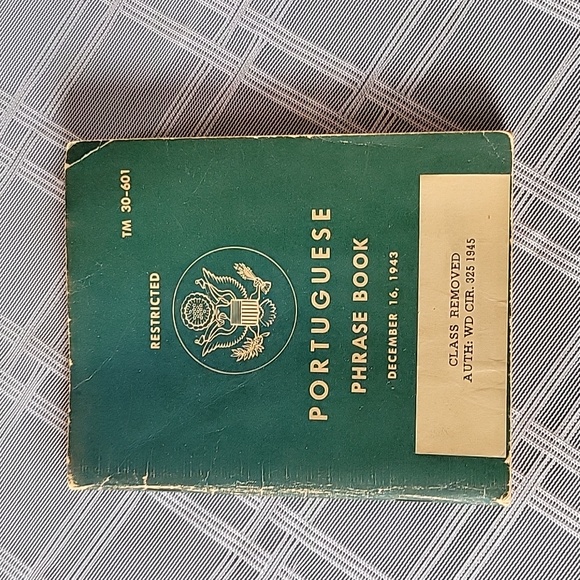 TM 30-601
RESTRICTED
PORTUGUESE
PHRASE BOOK
DECEMBER 16, 1943
CLASS REMOVED
AUTH: WD CIR. 325 1945